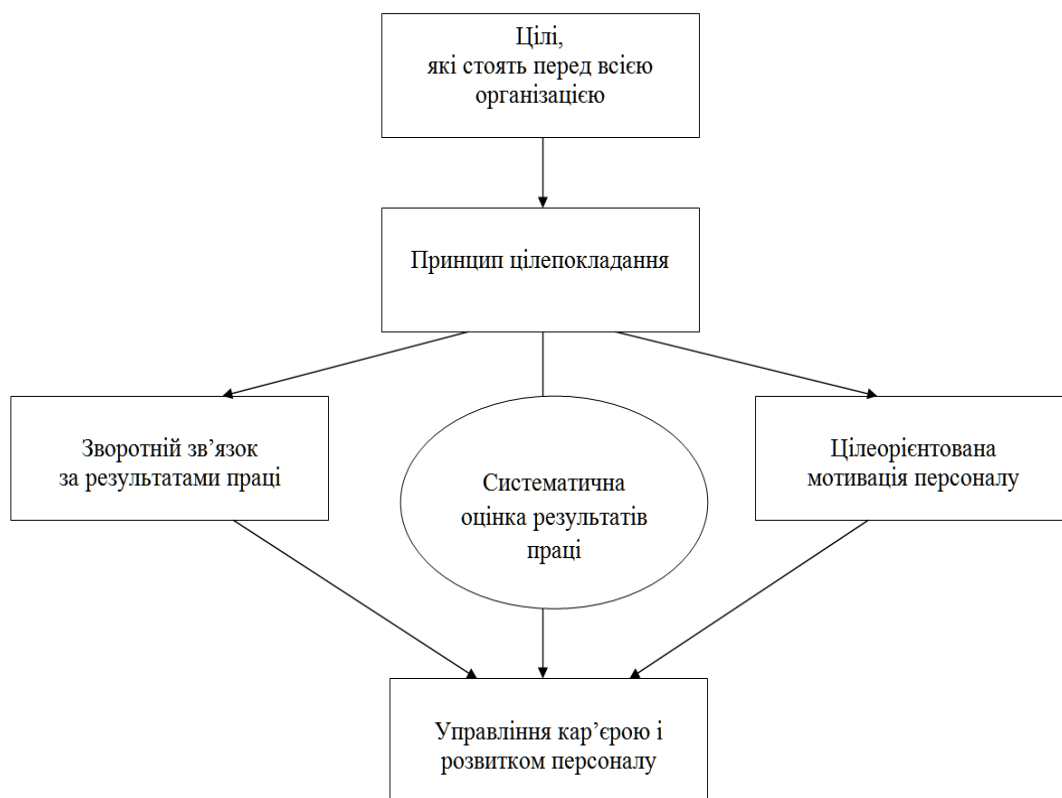 Цілі,
які стоять перед всією
організацією
Принцип цілепокладання
Зворотній зв’язок
за результатами праці
Систематична
оцінка результатів
праці
Цілеорієнтована
мотивація персоналу
Управління кар’єрою і
розвитком персоналу